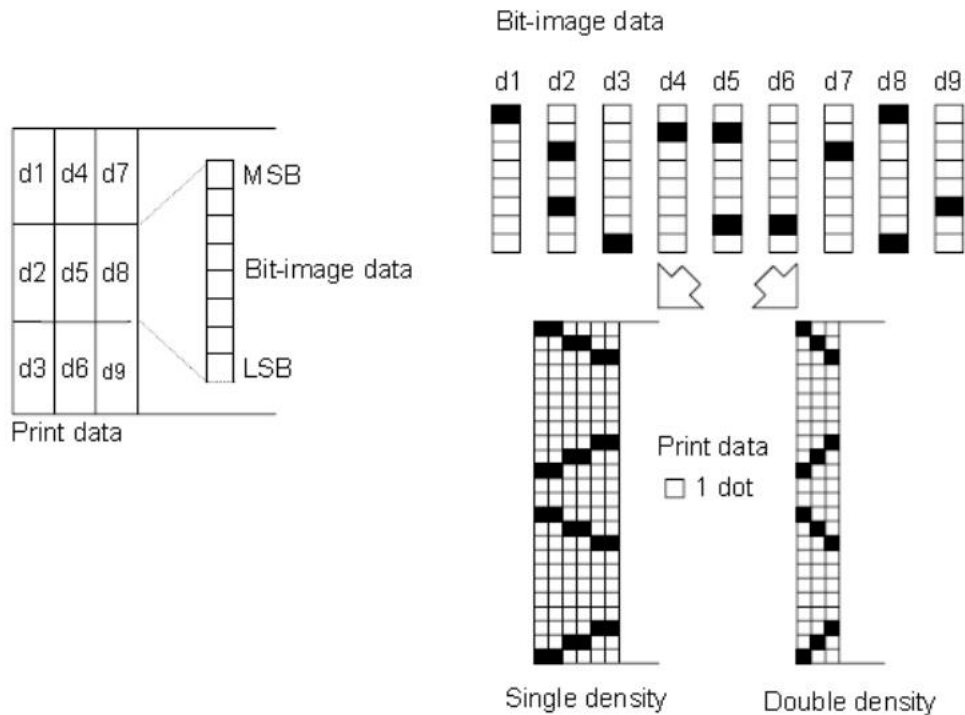 Bit-image data
d1 d2 d3 d4 d5 d6 d7 d8 d9
d1 d4 d7
MSB
d2 d5 d8
Bit-image data
d3 d6 d9
LSB
Print data
Print data
1 dot
Single density
Double density